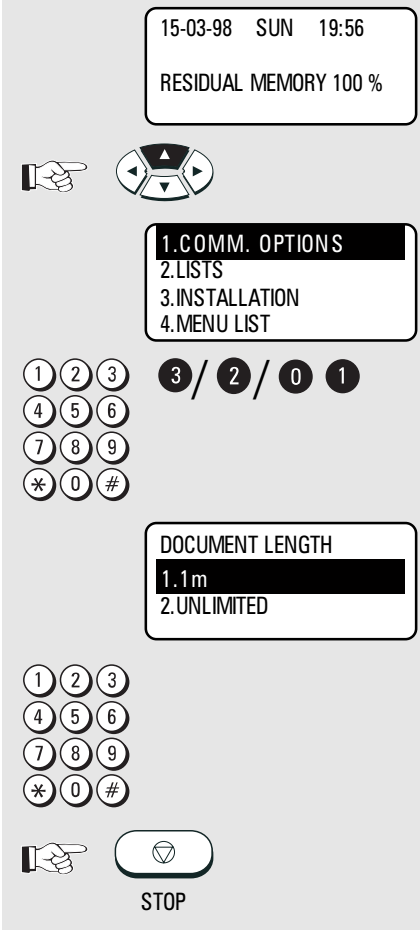 15-03-98 SUN 19:56
RESIDUAL MEMORY 100 %
1.COMM. OPTIONS
2.LISTS
3.INSTALLATION
4.MENU LIST
1 2 3 3 / 2 / 0 1
4 5 6
7 8 9
* 0 #
DOCUMENT LENGTH
1.1m
2.UNLIMITED
1 2 3
4 5 6
7 8 9
* 0 #
STOP